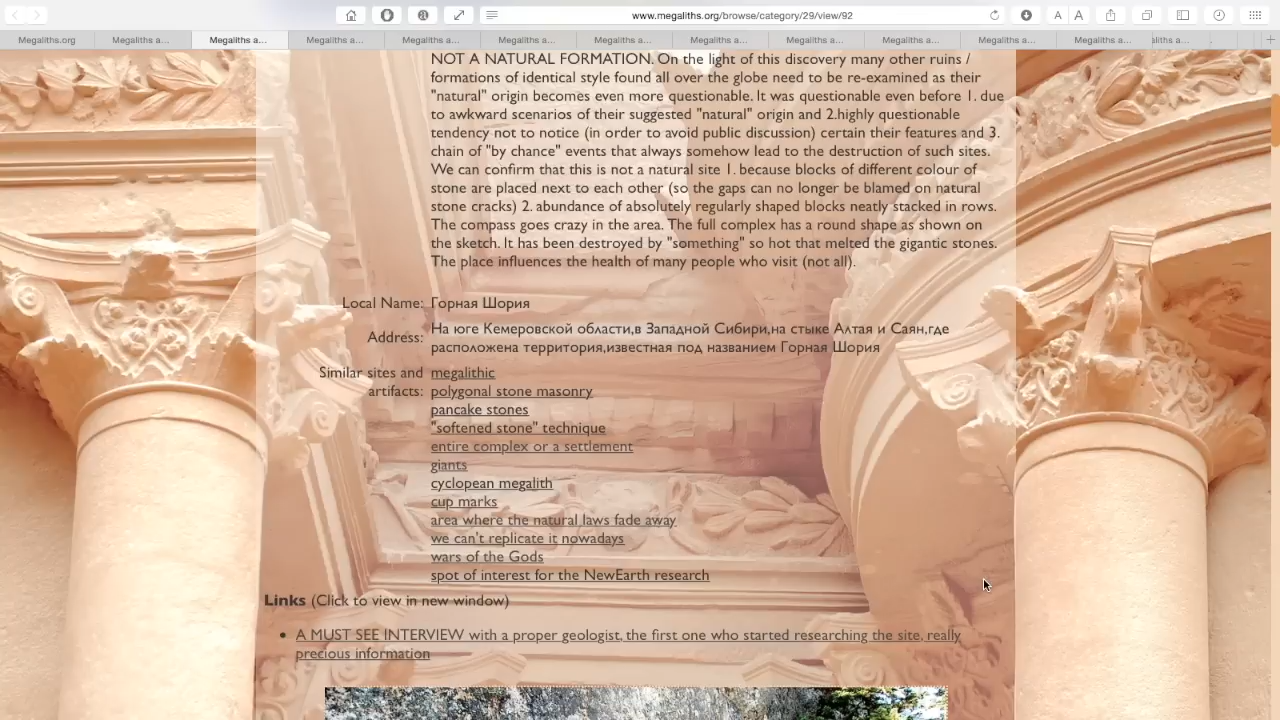 www.megaliths.org/browse/category/29/view/92
A A
Megaliths.org Megaliths a... Megaliths a... Megaliths a... Megaliths a... Megaliths a... Megaliths a... Megaliths a... Megaliths a... Megaliths a... Megaliths a... Megaliths a... liths a...
NOT A NATURAL FORMATION. On the light of this discovery many other ruins /
formations of identical style found all over the globe need to be re-examined as their
"natural" origin becomes even more questionable. It was questionable even before 1. due
to awkward scenarios of their suggested "natural" origin and 2.highly questionable
tendency not to notice (in order to avoid public discussion) certain their features and 3.
chain of "by chance" events that always somehow lead to the destruction of such sites.
We can confirm that this is not a natural site 1. because blocks of different colour of
stone are placed next to each other (so the gaps can no longer be blamed on natural
stone cracks) 2. abundance of absolutely regularly shaped blocks neatly stacked in rows.
The compass goes crazy in the area. The full complex has a round shape as shown on
the sketch. It has been destroyed by "something" so hot that melted the gigantic stones.
The place influences the health of many people who visit (not all).
Local Name: Горная Шория
Address: На юге Кемеровской области,в Западной Сибири,на стыке Алтая и Саян,где
расположена территория,известная под названием Горная Шория
Similar sites and artifacts: megalithic
polygonal stone masonry
pancake stones
"softened stone" technique
entire complex or a settlement
giants
cyclopean megalith
cup marks
area where the natural laws fade away
we can't replicate it nowadays
wars of the Gods
spot of interest for the NewEarth research
Links (Click to view in new window)
• A MUST SEE INTERVIEW with a proper geologist, the first one who started researching the site, really
precious information